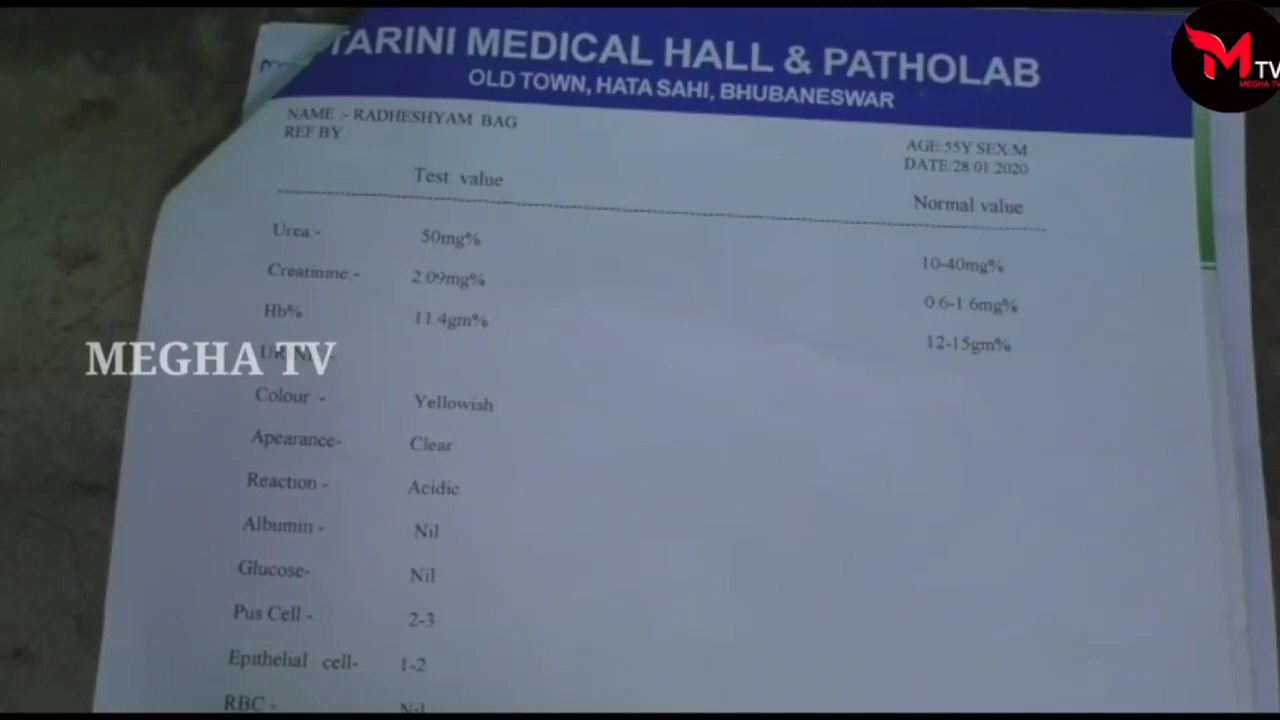 TARINI MEDICAL HALL & PATHOLAB
OLD TOWN, HATA SAHI, BHUBANESWAR
M TV
MEGHA TV
NAME :- RADHESHYAM BAG
REF BY
AGE:55Y SEX:M
DATE:28.01.2020
Test value Normal value
Urea.- 50mg% 10-40mg%
Creatinine - 2.09mg% 0.6-1.6mg%
Hb% 11.4gm% 12-15gm%
MEGHA TV
Colour - Yellowish
Apearance- Clear
Reaction - Acidic
Albumin - Nil
Glucose- Nil
Pus Cell - 2-3
Epithelial cell- 1-2
RBC - Nil